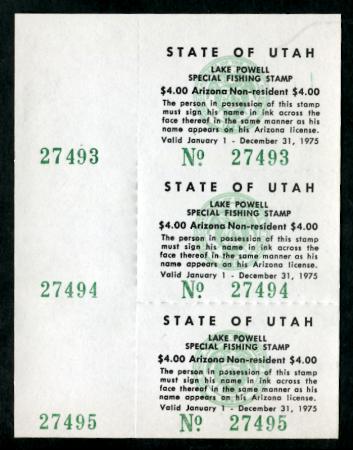 STATE OF UTAH
LAKE POWELL
SPECIAL FISHING STAMP
$4.00 Arizona Non-resident $4.00
The person in possession of this stamp
must sign his name in ink across the
face thereof in the same manner as his
name appears on his Arizona license.
Valid January 1 - December 31, 1975
27493 No 27493
STATE OF UTAH
LAKE POWELL
SPECIAL FISHING STAMP
$4.00 Arizona Non-resident $4.00
The person in possession of this stamp
must sign his name in ink across the
face thereof in the same manner as his
name appears on his Arizona license.
Valid January 1 - December 31, 1975
27494 No 27494
STATE OF UTAH
LAKE POWELL
SPECIAL FISHING STAMP
$4.00 Arizona Non-resident $4.00
The person in possession of this stamp
must sign his name in ink across the
face thereof in the same manner as his
name appears on his Arizona license.
Valid January 1 - December 31, 1975
27495 No 27495